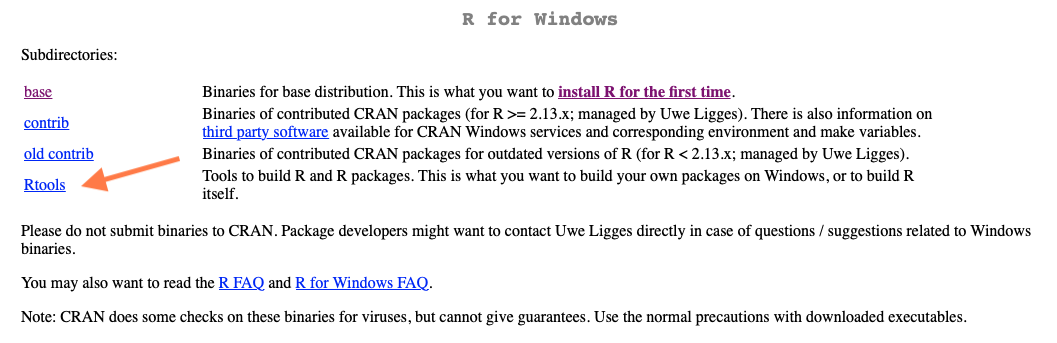 R for Windows
Subdirectories:
base Binaries for base distribution. This is what you want to install R for the first time.
contrib Binaries of contributed CRAN packages (for R >= 2.13.x; managed by Uwe Ligges). There is also information on
third party software available for CRAN Windows services and corresponding environment and make variables.
old contrib Binaries of contributed CRAN packages for outdated versions of R (for R < 2.13.x; managed by Uwe Ligges).
Rtools Tools to build R and R packages. This is what you want to build your own packages on Windows, or to build R
itself.
Please do not submit binaries to CRAN. Package developers might want to contact Uwe Ligges directly in case of questions / suggestions related to Windows
binaries.
You may also want to read the R FAQ and R for Windows FAQ.
Note: CRAN does some checks on these binaries for viruses, but cannot give guarantees. Use the normal precautions with downloaded executables.